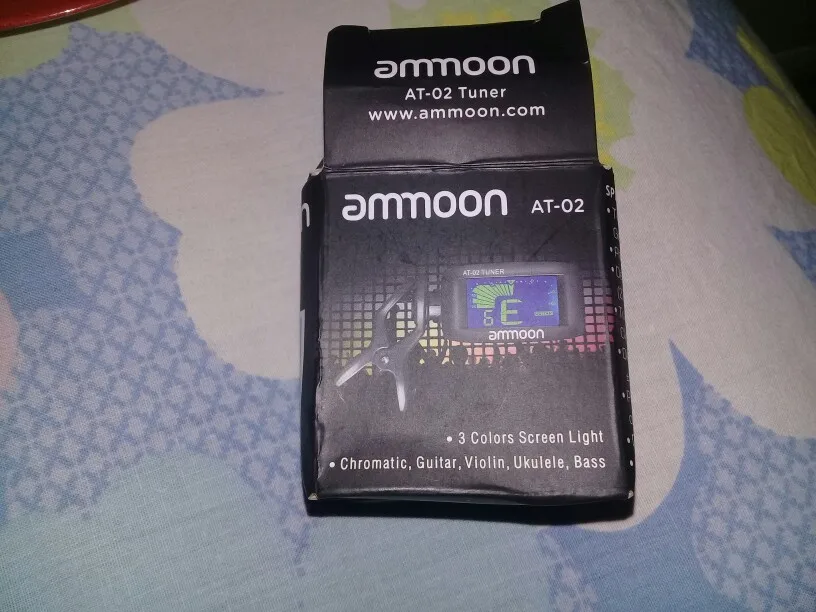 ammoon
AT-02 Tuner
www.ammoon.com
ammoon AT-02
AT-02 TUNER
6 E
ammoon
• 3 Colors Screen Light
• Chromatic, Guitar, Violin, Ukulele, Bass